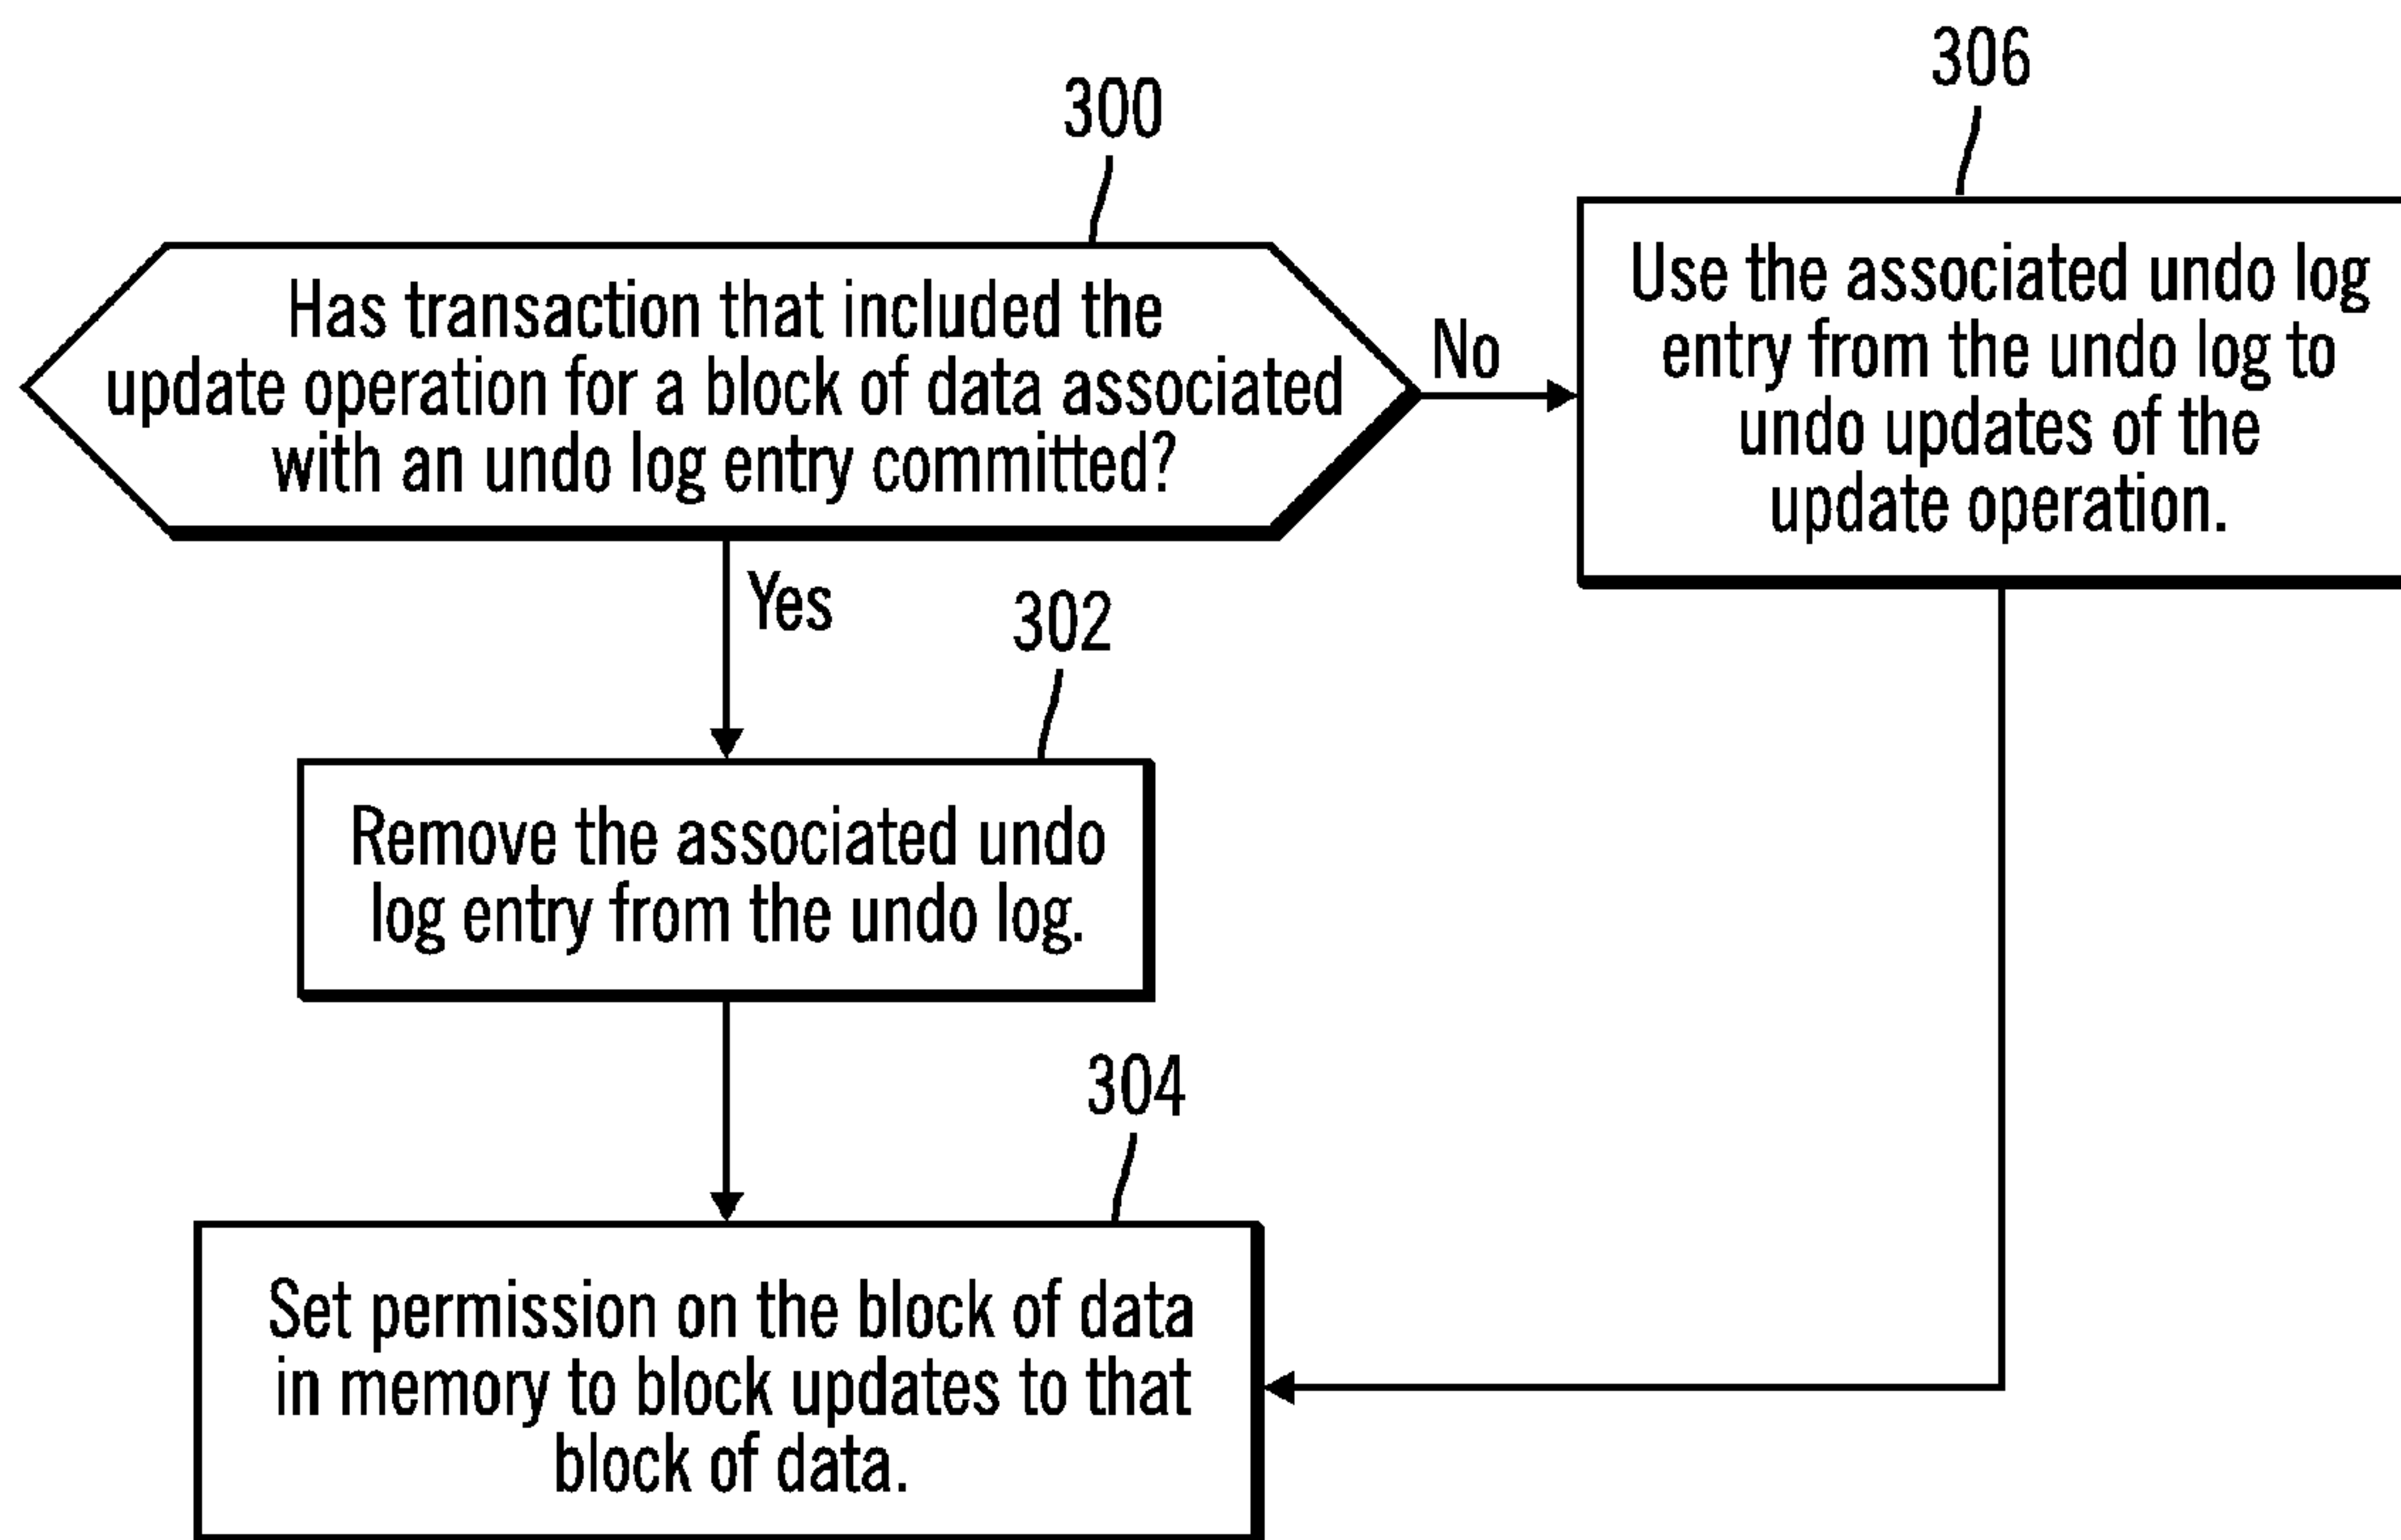 300
Has transaction that included the
update operation for a block of data associated
with an undo log entry committed?
No
306
Use the associated undo log
entry from the undo log to
undo updates of the
update operation.
Yes
302
Remove the associated undo
log entry from the undo log.
304
Set permission on the block of data
in memory to block updates to that
block of data.